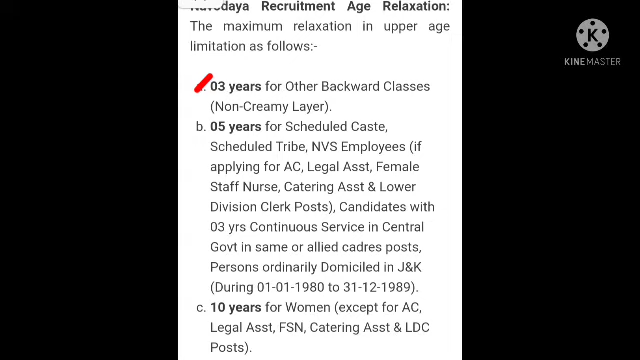 Navodaya Recruitment Age Relaxation:
The maximum relaxation in upper age
limitation as follows:-
03 years for Other Backward Classes
(Non-Creamy Layer).
b. 05 years for Scheduled Caste,
Scheduled Tribe, NVS Employees (if
applying for AC, Legal Asst, Female
Staff Nurse, Catering Asst & Lower
Division Clerk Posts), Candidates with
03 yrs Continuous Service in Central
Govt in same or allied cadres posts,
Persons ordinarily Domiciled in J&K
(During 01-01-1980 to 31-12-1989).
c. 10 years for Women (except for AC,
Legal Asst, FSN, Catering Asst & LDC
Posts).
K
KINEMASTER